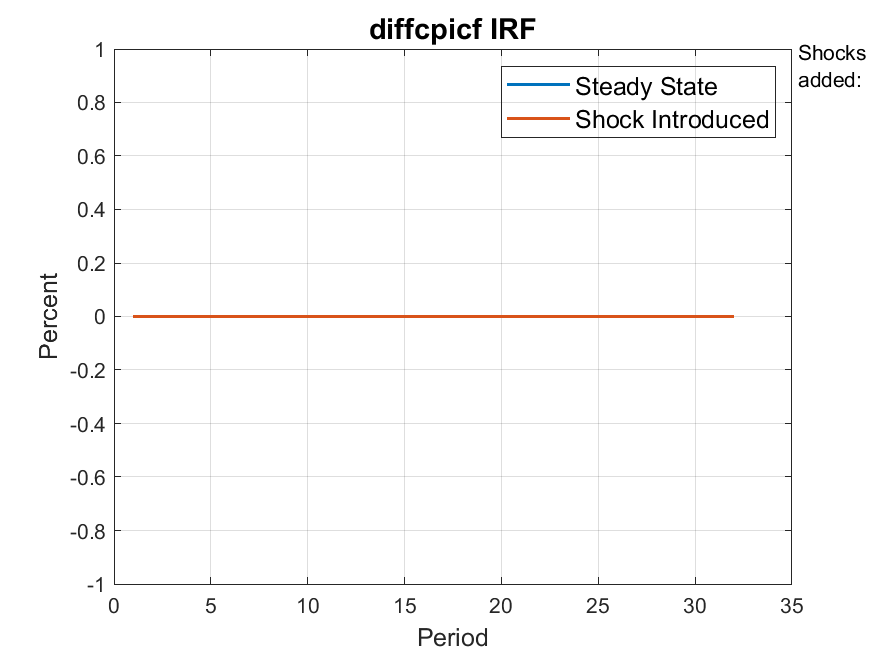 diffcpicf IRF
Shocks
added:
Steady State
Shock Introduced
1
0.8
0.6
0.4
0.2
0
-0.2
-0.4
-0.6
-0.8
-1
Percent
0 5 10 15 20 25 30 35
Period